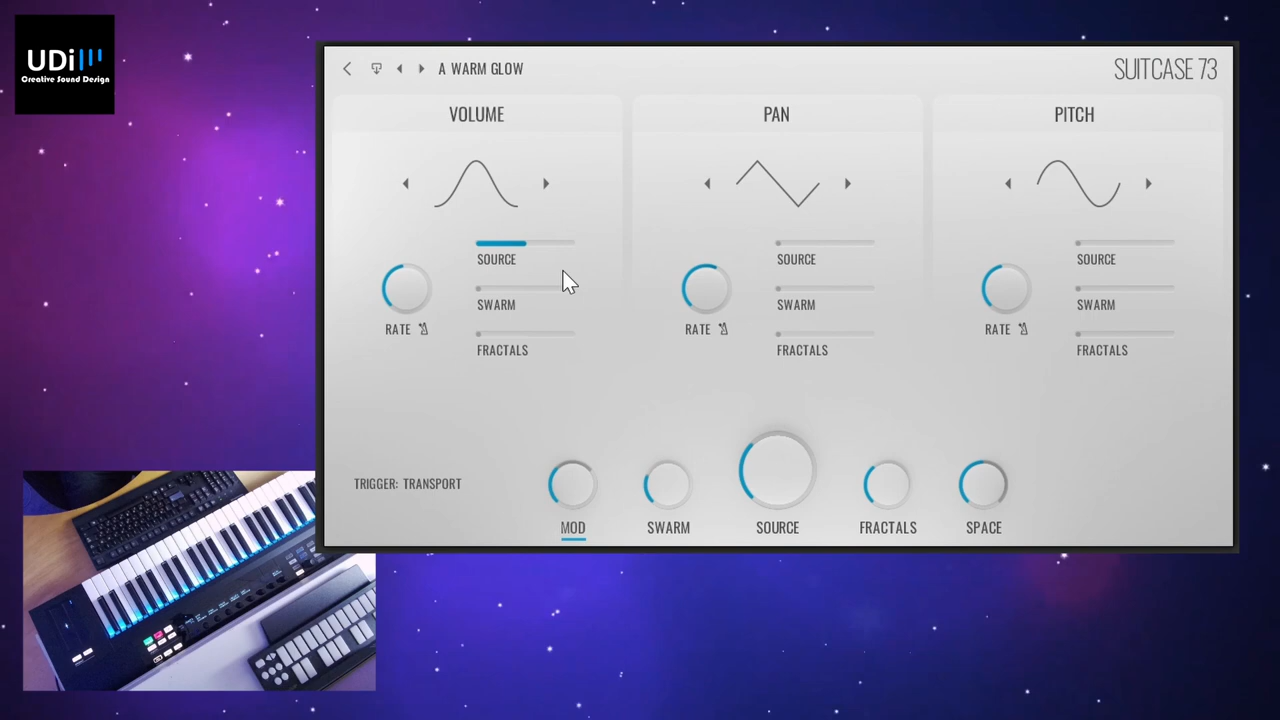 UDi
Creative Sound Design
A WARM GLOW
SUITCASE 73
VOLUME
PAN
PITCH
SOURCE
SWARM
FRACTALS
RATE
SOURCE
SWARM
FRACTALS
RATE
SOURCE
SWARM
FRACTALS
RATE
TRIGGER: TRANSPORT
MOD
SWARM
SOURCE
FRACTALS
SPACE